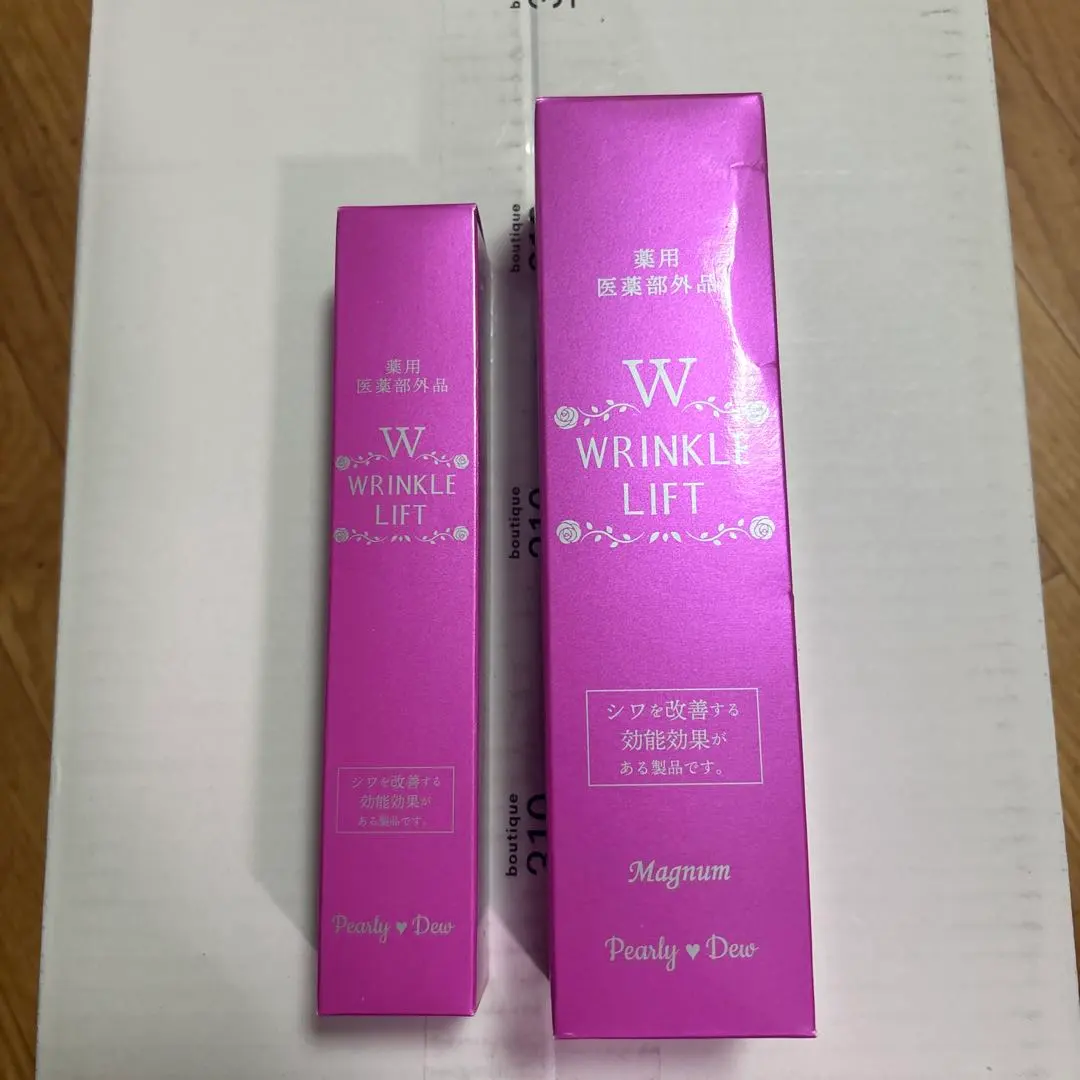 薬用
医薬部外品
W
WRINKLE
LIFT
シワを改善する
効能効果が
ある製品です。
Pearly ♥ Dew
薬用
医薬部外品
W
WRINKLE
LIFT
シワを改善する
効能効果が
ある製品です。
Magnum
Pearly ♥ Dew
boutique
boutique
310
boutique
310